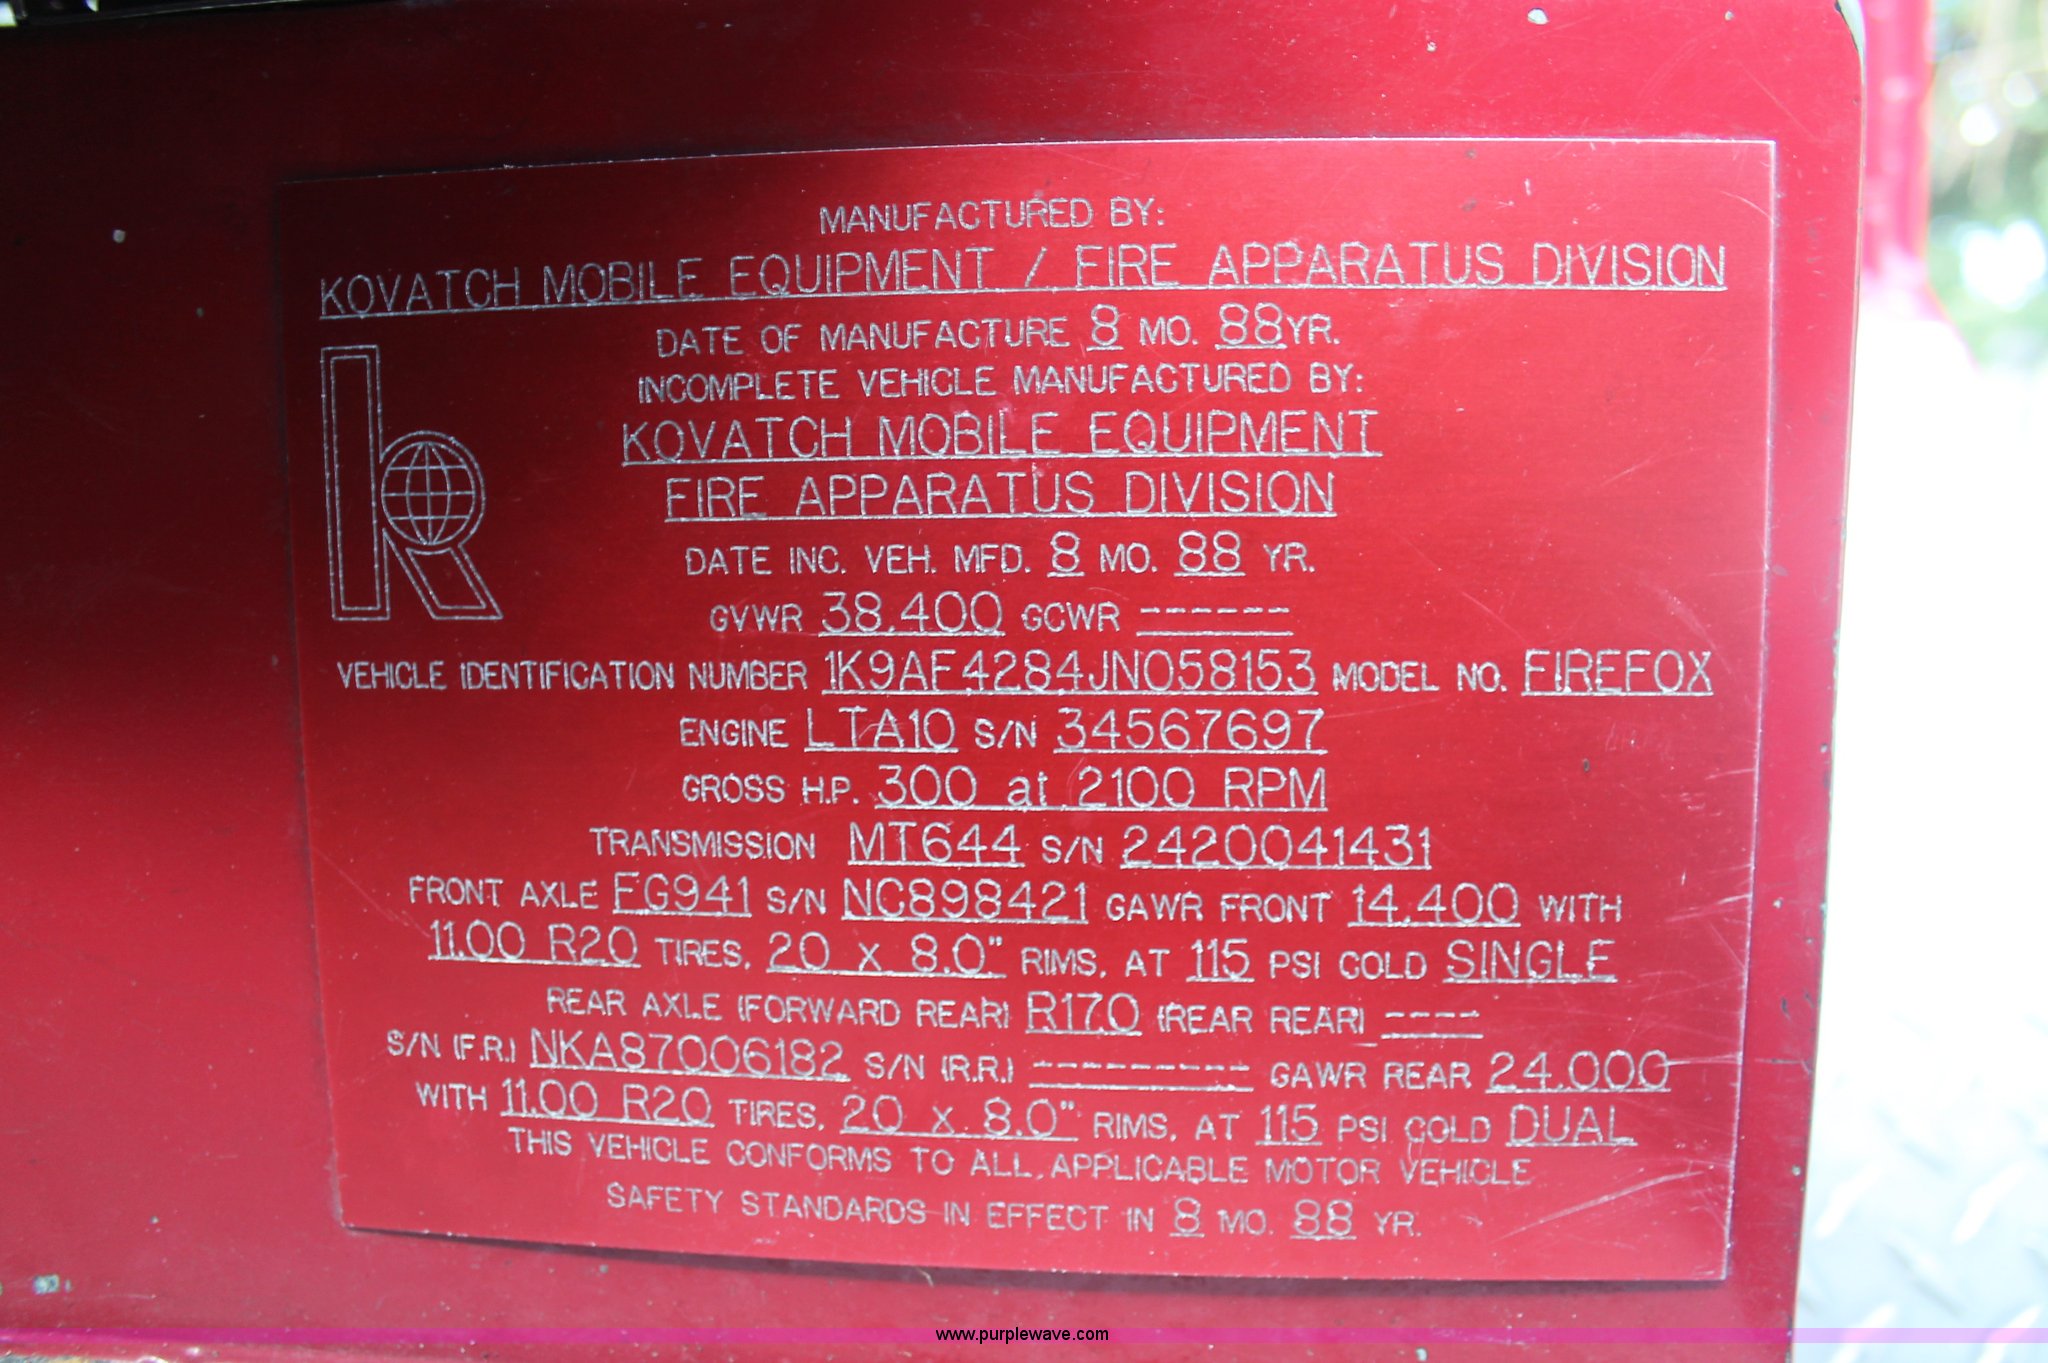 MANUFACTURED BY:
KOVATCH MOBILE EQUIPMENT / FIRE APPARATUS DIVISION
DATE OF MANUFACTURE 8 MO. 88 YR.
INCOMPLETE VEHICLE MANUFACTURED BY:
KOVATCH MOBILE EQUIPMENT
FIRE APPARATUS DIVISION
DATE INC. VEH. MFD. 8 MO. 88 YR.
GVWR 38,400 GCWR ------
VEHICLE IDENTIFICATION NUMBER 1K9AF4284JN058153 MODEL NO. FIREFOX
ENGINE LTA10 S/N 34567697
GROSS H.P. 300 at 2100 RPM
TRANSMISSION MT644 S/N 2420041431
FRONT AXLE FG941 S/N NC898421 GAWR FRONT 14,400 WITH
11.00 R20 TIRES, 20 x 8.0" RIMS, AT 115 PSI COLD SINGLE
REAR AXLE (FORWARD REAR) R170 (REAR REAR) ----
S/N (F.R.) NKA87006182 S/N (R.R.) --------- GAWR REAR 24,000
WITH 11.00 R20 TIRES, 20 x 8.0" RIMS, AT 115 PSI COLD DUAL
THIS VEHICLE CONFORMS TO ALL APPLICABLE MOTOR VEHICLE
SAFETY STANDARDS IN EFFECT IN 8 MO. 88 YR.
www.purplewave.com